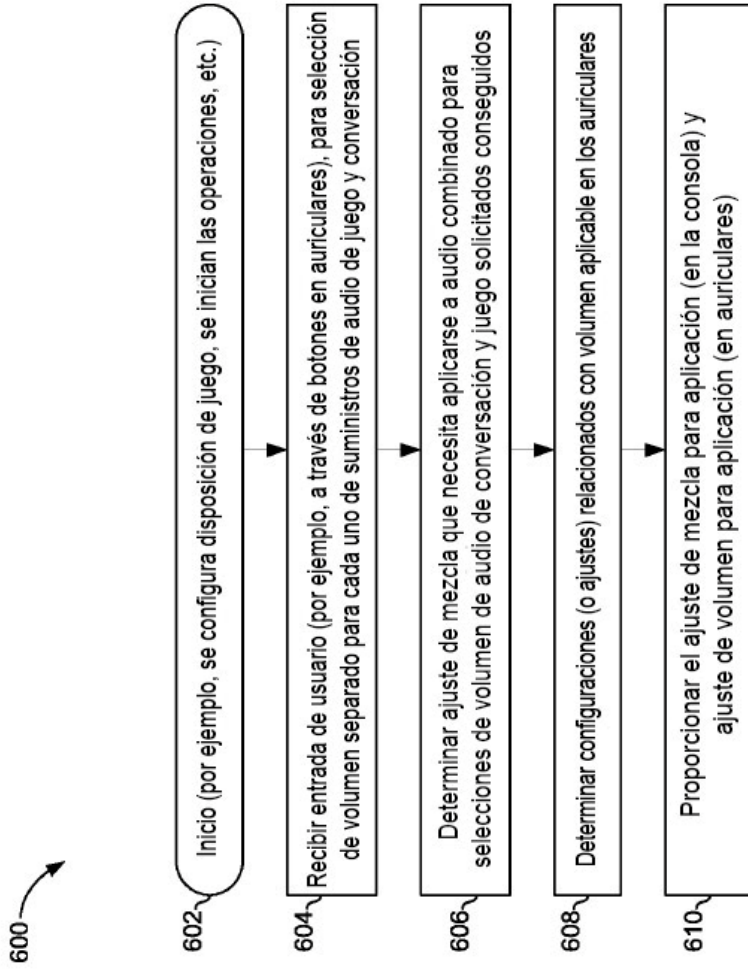 600
602
Inicio (por ejemplo, se configura disposición de juego, se inician las operaciones, etc.)
604
Recibir entrada de usuario (por ejemplo, a través de botones en auriculares), para selección
de volumen separado para cada uno de suministros de audio de juego y conversación
606
Determinar ajuste de mezcla que necesita aplicarse a audio combinado para
selecciones de volumen de audio de conversación y juego solicitados conseguidos
608
Determinar configuraciones (o ajustes) relacionados con volumen aplicable en los auriculares
610
Proporcionar el ajuste de mezcla para aplicación (en la consola) y
ajuste de volumen para aplicación (en auriculares)